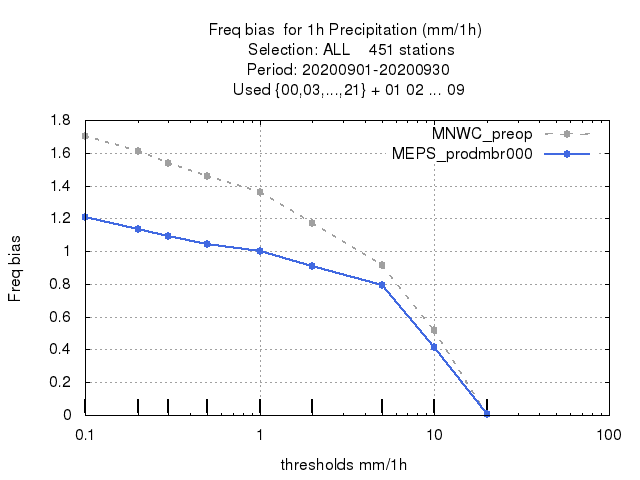 Freq bias  for 1h Precipitation (mm/1h)
Selection: ALL    451 stations
Period: 20200901-20200930
Used {00,03,...,21} + 01 02 ... 09
MNWC_preop
MEPS_prodmbr000
Freq bias
1.8
1.6
1.4
1.2
1
0.8
0.6
0.4
0.2
0
0.1 1 10 100
thresholds mm/1h